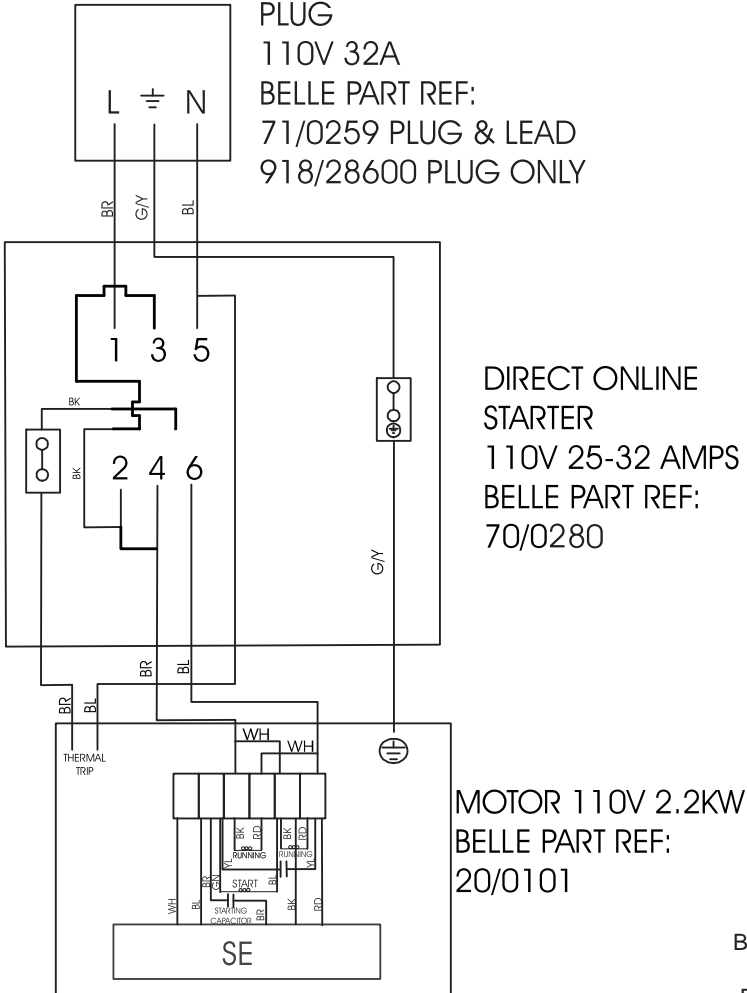 PLUG
110V 32A
BELLE PART REF:
71/0259 PLUG & LEAD
918/28600 PLUG ONLY
L N
BR G/Y BL
1 3 5
BK
BK
2 4 6
DIRECT ONLINE
STARTER
110V 25-32 AMPS
BELLE PART REF:
70/0280
G/Y
BR BL
BR BL
THERMAL
TRIP
WH
WH
MOTOR 110V 2.2KW
BELLE PART REF:
20/0101
BK RD BK RD
RUNNING RUNNING
YL YL
BR GN START BL
WH BL STARTING
CAPACITOR BR BK RD
SE
B